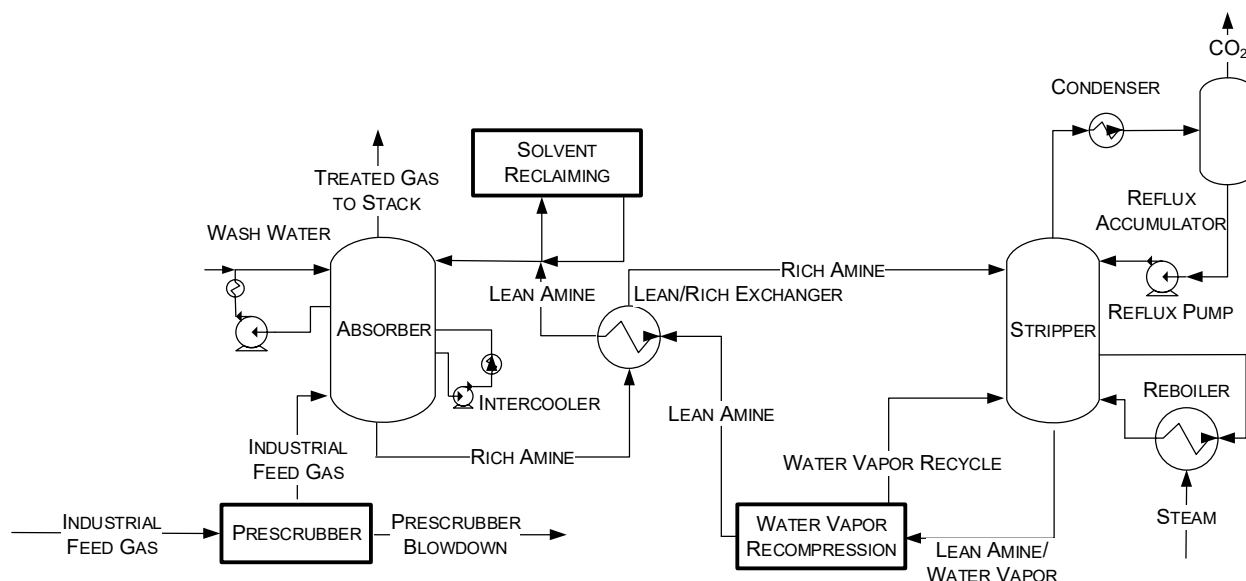 CO₂
CONDENSER
SOLVENT
RECLAIMING
TREATED GAS
TO STACK
REFLUX
ACCUMULATOR
WASH WATER
RICH AMINE
LEAN AMINE
LEAN/RICH EXCHANGER
REFLUX PUMP
ABSORBER
STRIPPER
REBOILER
INTERCOOLER
LEAN AMINE
INDUSTRIAL
FEED GAS
RICH AMINE
WATER VAPOR RECYCLE
STEAM
INDUSTRIAL
FEED GAS
PRESCRUBBER
PRESCRUBBER
BLOWDOWN
WATER VAPOR
RECOMPRESSION
LEAN AMINE/
WATER VAPOR